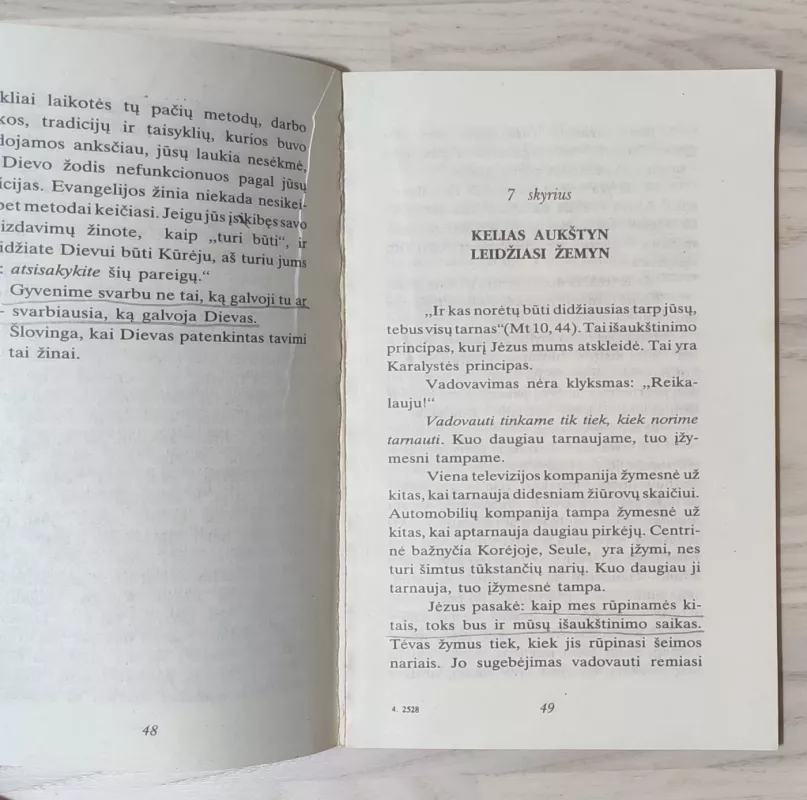 kliai laikotės tų pačių metodų, darbo
kos, tradicijų ir taisyklių, kurios buvo
dojamos anksčiau, jūsų laukia nesėkmė,
Dievo žodis nefunkcionuos pagal jūsų
icijas. Evangelijos žinia niekada nesikei-
bet metodai keičiasi. Jeigu jūs įsikibęs savo
izdavimų žinote, kaip „turi būti“, ir
idžiate Dievui būti Kūrėju, aš turiu jums
: atsisakykite šių pareigų.“
Gyvenime svarbu ne tai, ką galvoji tu ar
- svarbiausia, ką galvoja Dievas.
Šlovinga, kai Dievas patenkintas tavimi
tai žinai.
48
7 skyrius
KELIAS AUKŠTYN
LEIDŽIASI ŽEMYN
„Ir kas norėtų būti didžiausias tarp jūsų,
tebus visų tarnas“(Mt 10, 44). Tai išaukštinimo
principas, kurį Jėzus mums atskleidė. Tai yra
Karalystės principas.
Vadovavimas nėra klyksmas: „Reika-
lauju!“
Vadovauti tinkame tik tiek, kiek norime
tarnauti. Kuo daugiau tarnaujame, tuo įžy-
mesni tampame.
Viena televizijos kompanija žymesnė už
kitas, kai tarnauja didesniam žiūrovų skaičiui.
Automobilių kompanija tampa žymesnė už
kitas, kai aptarnauja daugiau pirkėjų. Centri-
nė bažnyčia Korėjoje, Seule, yra įžymi, nes
turi šimtus tūkstančių narių. Kuo daugiau ji
tarnauja, tuo įžymesnė tampa.
Jėzus pasakė: kaip mes rūpinamės ki-
tais, toks bus ir mūsų išaukštinimo saikas.
Tėvas žymus tiek, kiek jis rūpinasi šeimos
nariais. Jo sugebėjimas vadovauti remiasi
4. 2528
49